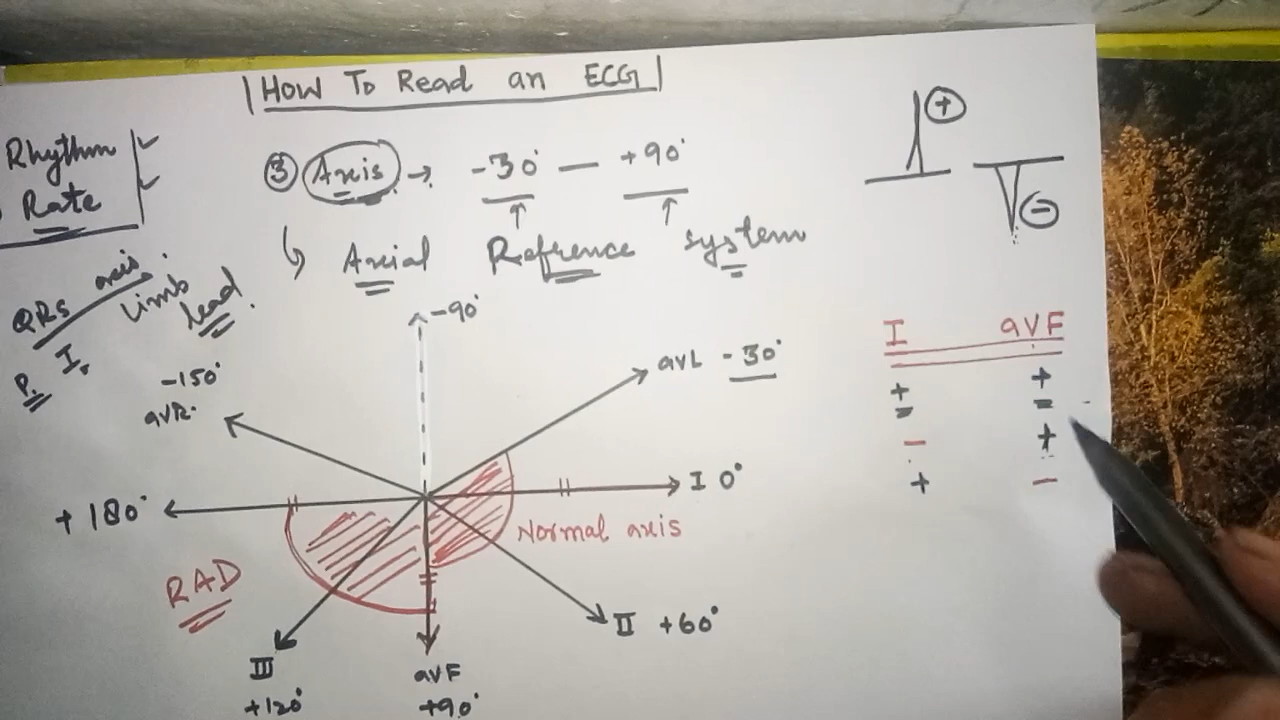 How To Read an ECG
Rhythm
Rate
③ Axis → -30° — +90°
Axial Refrence system
QRS axis
limb lead
P. I.
-90°
-150°
avR.
avL -30°
+180°
I 0°
Normal axis
RAD
II +60°
III
+120°
avF
+90°
+
-
I avF
+ +
- +
+ -